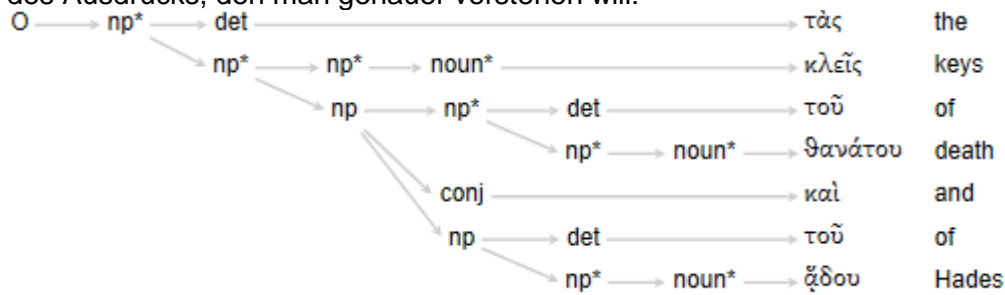 des Ausdrucks, den man genauer verstehen will.
O np* det τὰς the
np* np* noun* κλεῖς keys
np np* det τοῦ of
np* noun* θανάτου death
conj καὶ and
np det τοῦ of
np* noun* ᾅδου Hades